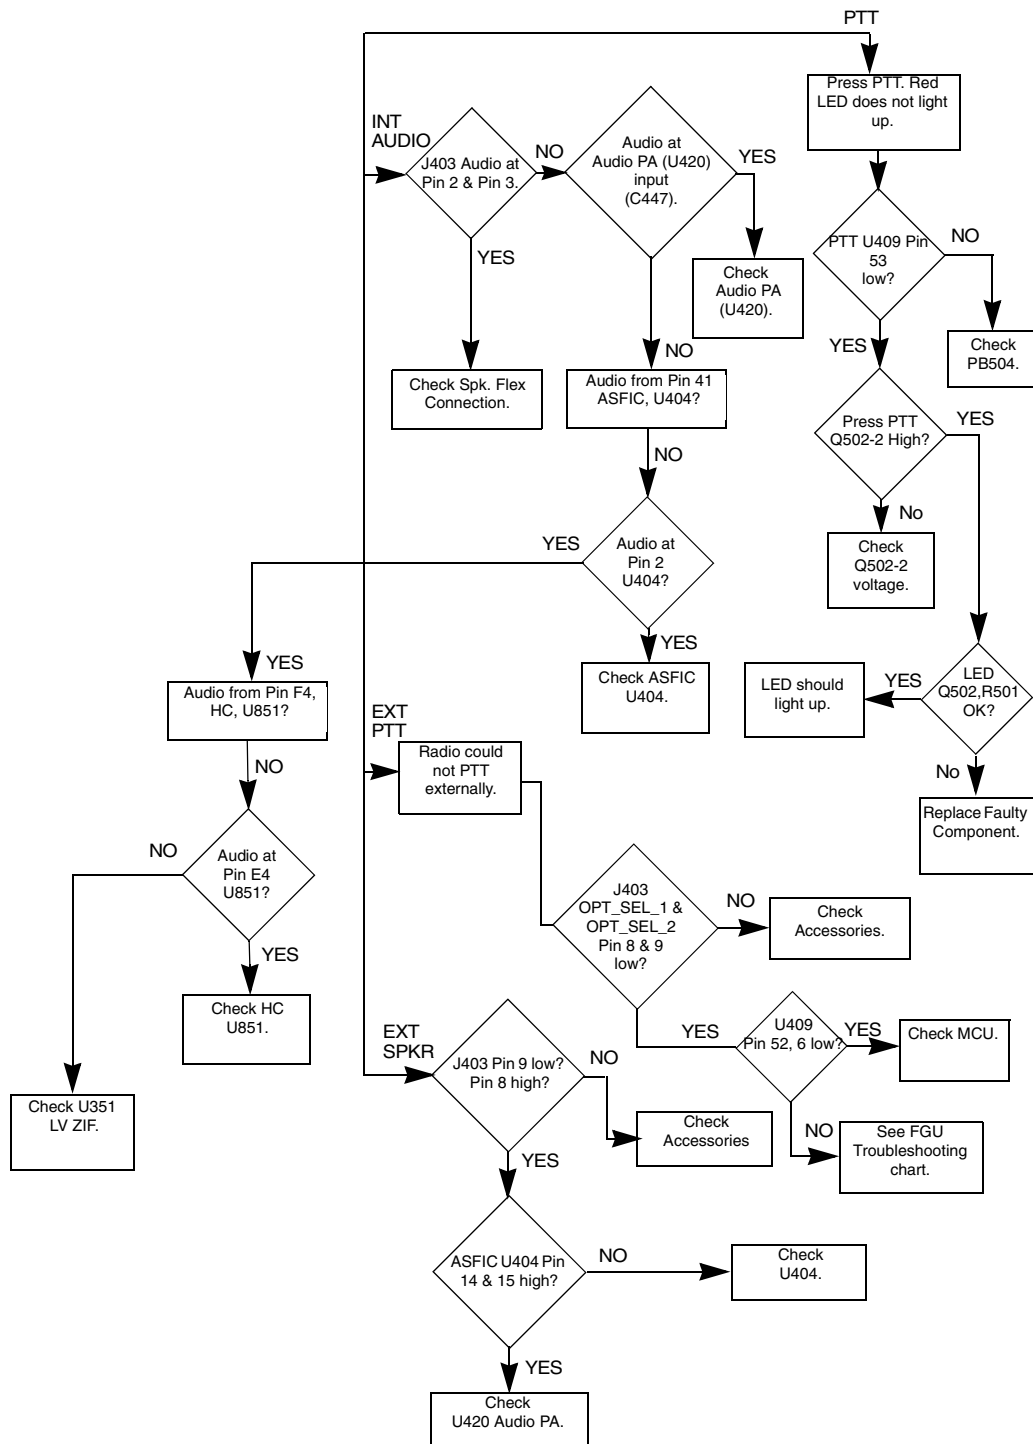 PTT
Press PTT. Red
LED does not light
up.
INT
AUDIO
J403 Audio at
Pin 2 & Pin 3.
NO
Audio at
Audio PA (U420)
input
(C447).
YES
YES
Check
Audio PA
(U420).
PTT U409 Pin
53
low?
NO
YES
Check
PB504.
NO
Check Spk. Flex
Connection.
Audio from Pin 41
ASFIC, U404?
Press PTT
Q502-2 High?
YES
NO
No
Check
Q502-2
voltage.
YES
Audio at
Pin 2
U404?
YES
Check ASFIC
U404.
LED
Q502,R501
OK?
YES
LED should
light up.
No
Replace Faulty
Component.
YES
Audio from Pin F4,
HC, U851?
NO
Audio at
Pin E4
U851?
NO
YES
Check HC
U851.
Check U351
LV ZIF.
EXT
PTT
Radio could
not PTT
externally.
J403
OPT_SEL_1 &
OPT_SEL_2
Pin 8 & 9
low?
NO
Check
Accessories.
YES
U409
Pin 52, 6 low?
YES
Check MCU.
NO
See FGU
Troubleshooting
chart.
EXT
SPKR
J403 Pin 9 low?
Pin 8 high?
NO
Check
Accessories
YES
ASFIC U404 Pin
14 & 15 high?
NO
Check
U404.
YES
Check
U420 Audio PA.